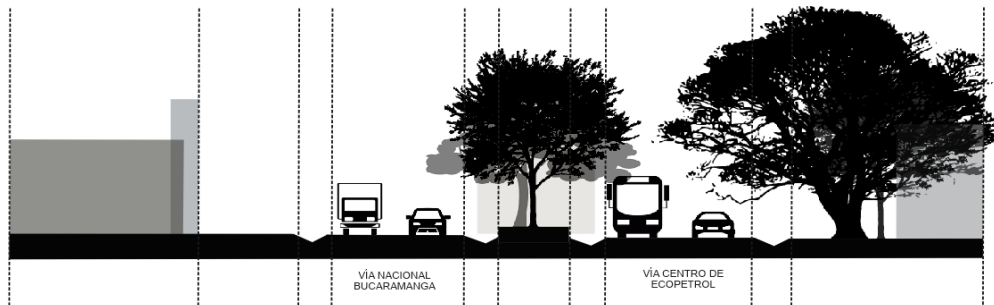 VÍA NACIONAL
BUCARAMANGA
VÍA CENTRO DE
ECOPETROL